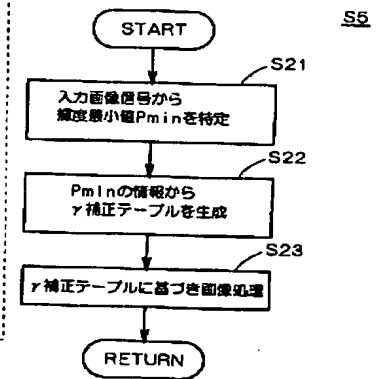 S5
START
S21
入力画像信号から
輝度最小値Pminを特定
S22
Pminの情報から
γ補正テーブルを生成
S23
γ補正テーブルに基づき画像処理
RETURN